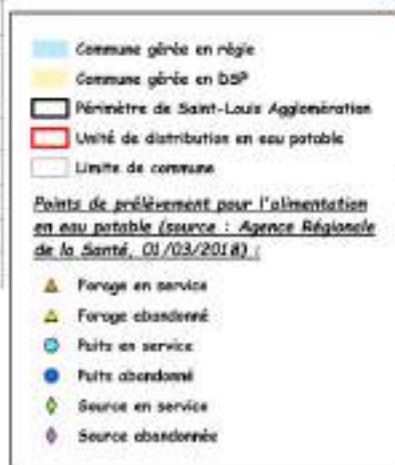 Commune gérée en régie
Commune gérée en DSP
Périmètre de Saint-Louis Agglomération
Unité de distribution en eau potable
Limite de commune
Points de prélèvement pour l'alimentation
en eau potable (source : Agence Régionale
de la Santé, 01/03/2018) :
Forage en service
Forage abandonné
Puits en service
Puits abandonné
Source en service
Source abandonnée